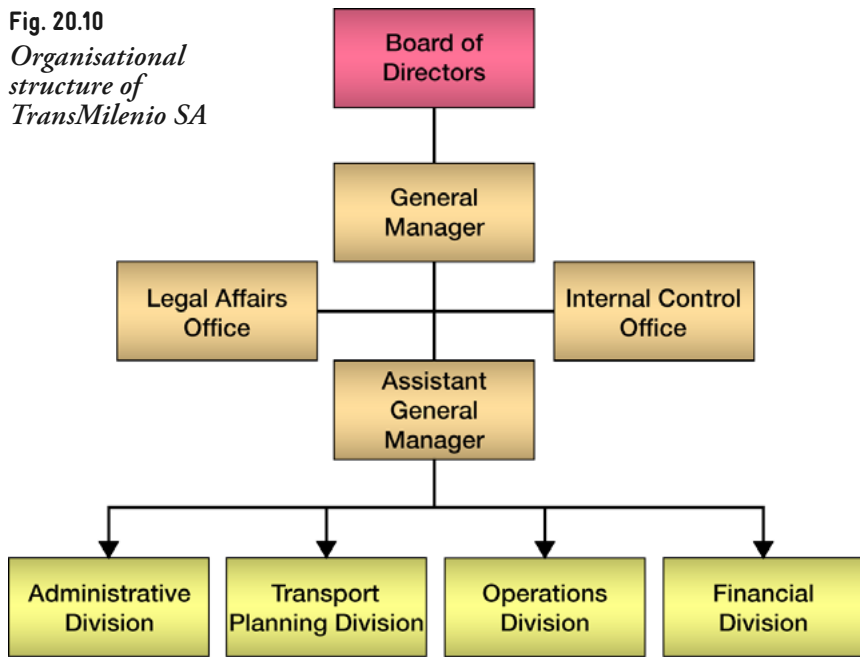 Fig. 20.10
Organisational
structure of
TransMilenio SA
Board of
Directors
General
Manager
Legal Affairs
Office
Internal Control
Office
Assistant
General
Manager
Administrative
Division
Transport
Planning Division
Operations
Division
Financial
Division